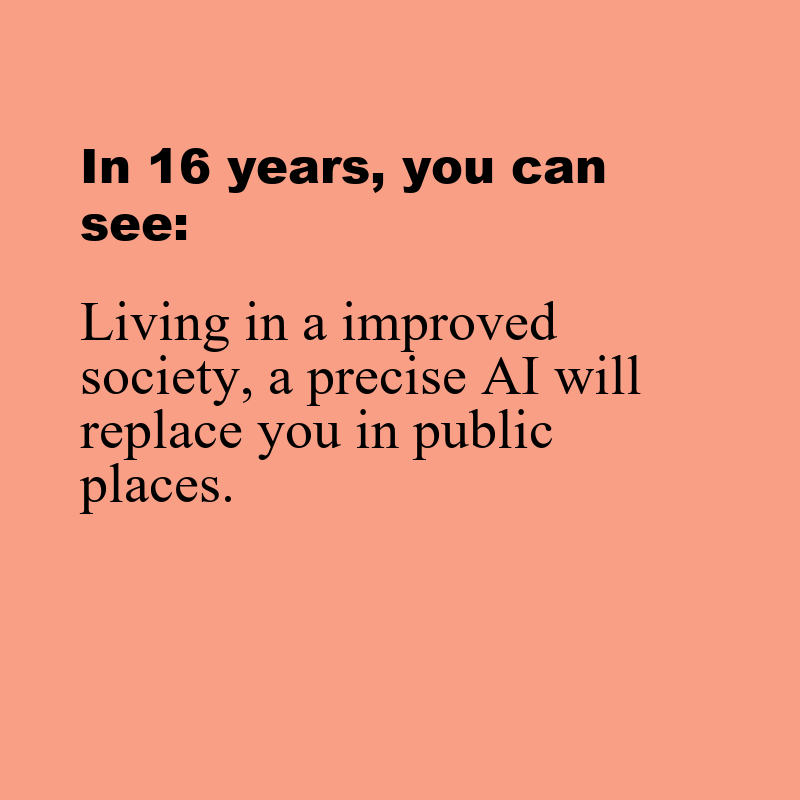 In 16 years, you can
see:
Living in a improved
society, a precise AI will
replace you in public
places.